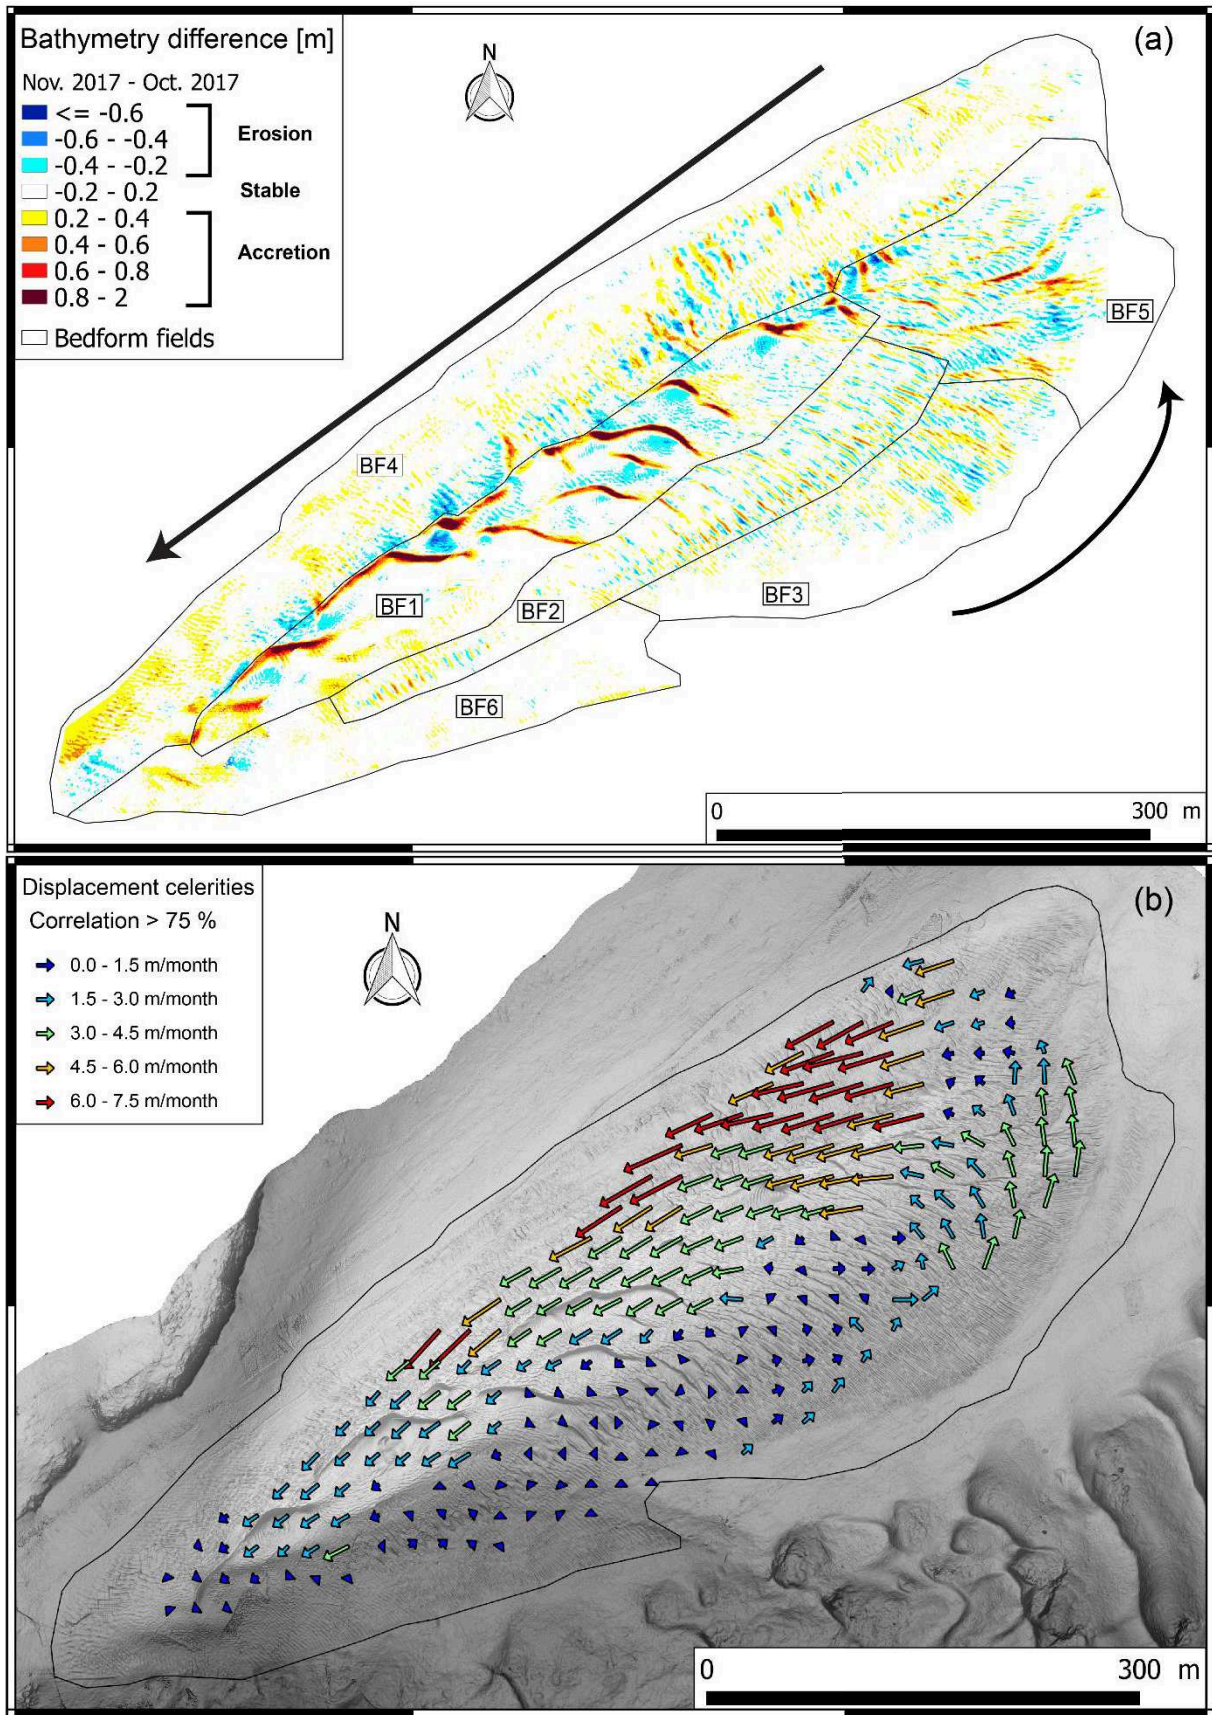 Bathymetry difference [m]
Nov. 2017 - Oct. 2017
<= -0.6
-0.6 - -0.4
-0.4 - -0.2
-0.2 - 0.2
0.2 - 0.4
0.4 - 0.6
0.6 - 0.8
0.8 - 2
Erosion
Stable
Accretion
Bedform fields
N
(a)
BF5
BF4
BF1
BF2
BF3
BF6
0 300 m
Displacement celerities
Correlation > 75 %
0.0 - 1.5 m/month
1.5 - 3.0 m/month
3.0 - 4.5 m/month
4.5 - 6.0 m/month
6.0 - 7.5 m/month
N
(b)
0 300 m